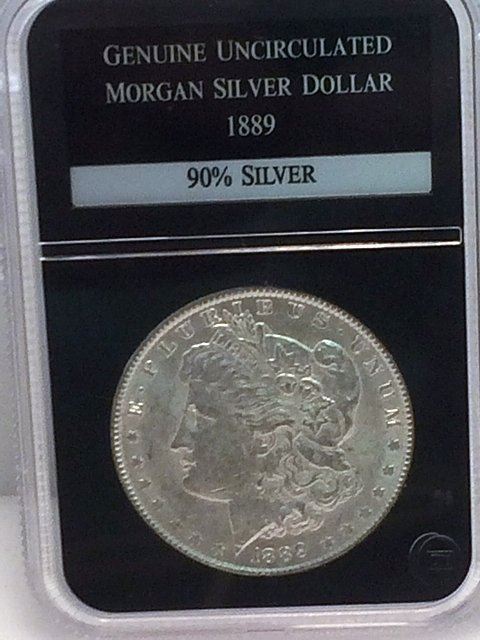 GENUINE UNCIRCULATED
MORGAN SILVER DOLLAR
1889
90% SILVER
E · PLURIBUS · UNUM
1889